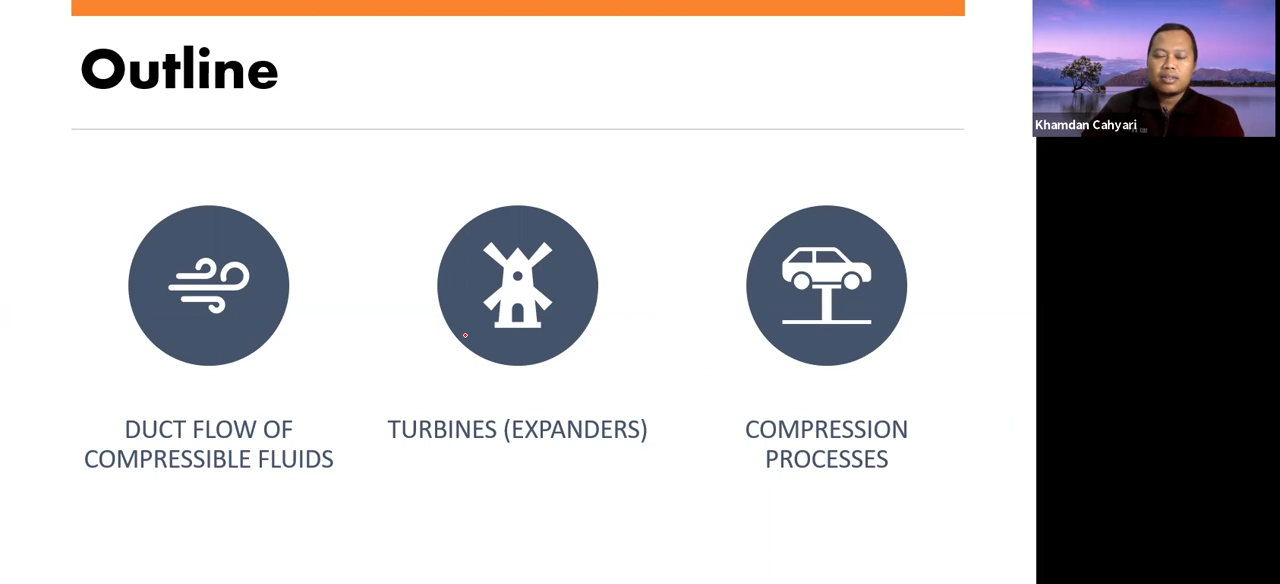 Outline
Khamdan Cahyari
DUCT FLOW OF
COMPRESSIBLE FLUIDS
TURBINES (EXPANDERS)
COMPRESSION
PROCESSES